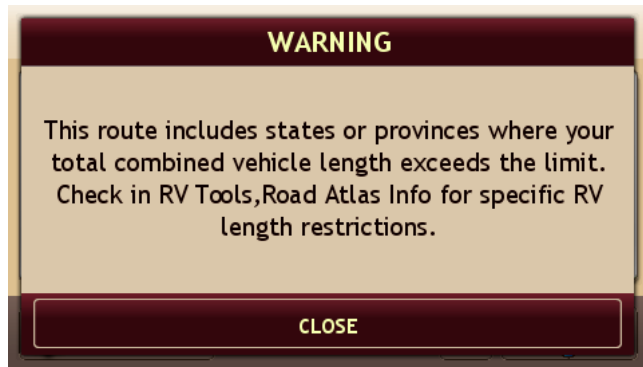 WARNING
This route includes states or provinces where your
total combined vehicle length exceeds the limit.
Check in RV Tools,Road Atlas Info for specific RV
length restrictions.
CLOSE